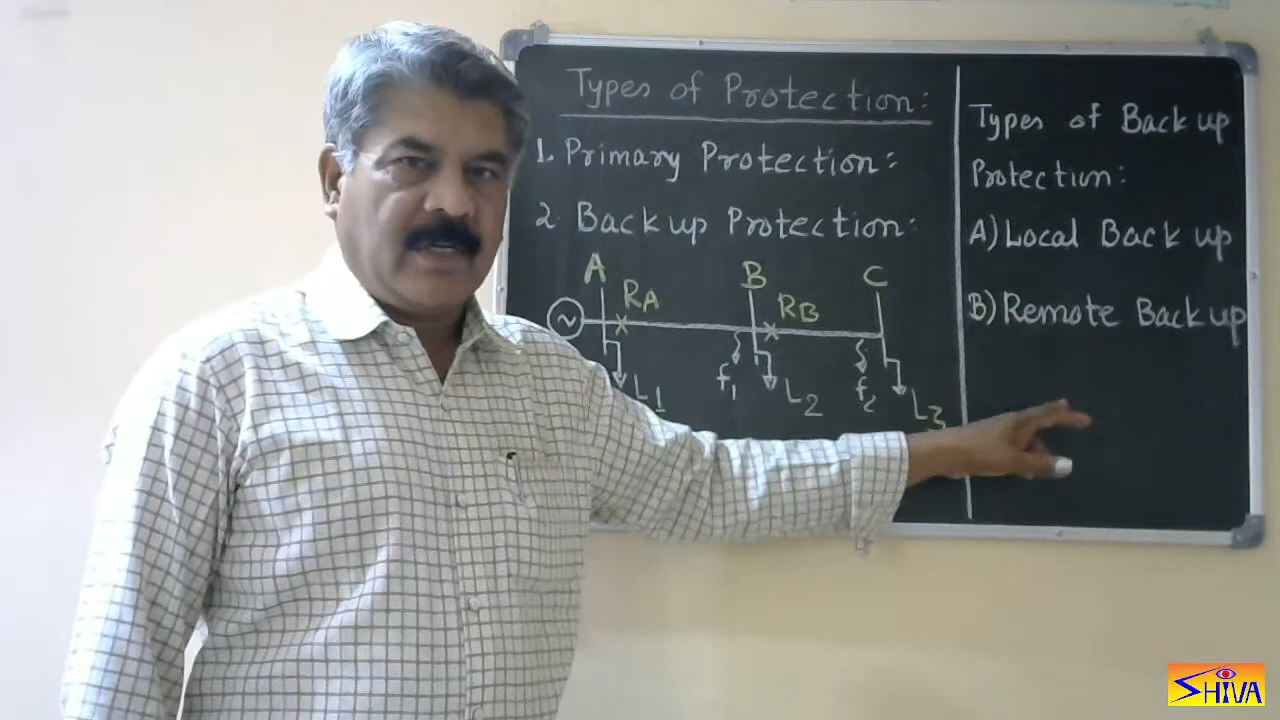 Types of Protection:
1. Primary Protection:
2. Back up Protection:
A
B
C
RA
RB
~
f1
f2
L1
L2
L3
Types of Back up
Protection:
A) Local Back up
B) Remote Back up
SHIVA